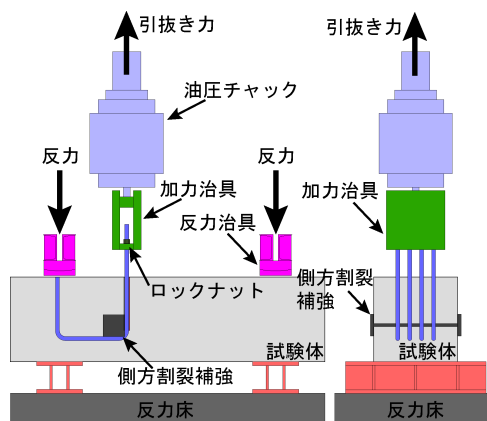 引抜き力
油圧チャック
反力
反力
加力治具
反力治具
ロックナット
試験体
側方割裂補強
反力床
引抜き力
加力治具
側方割裂
補強
試験体
反力床